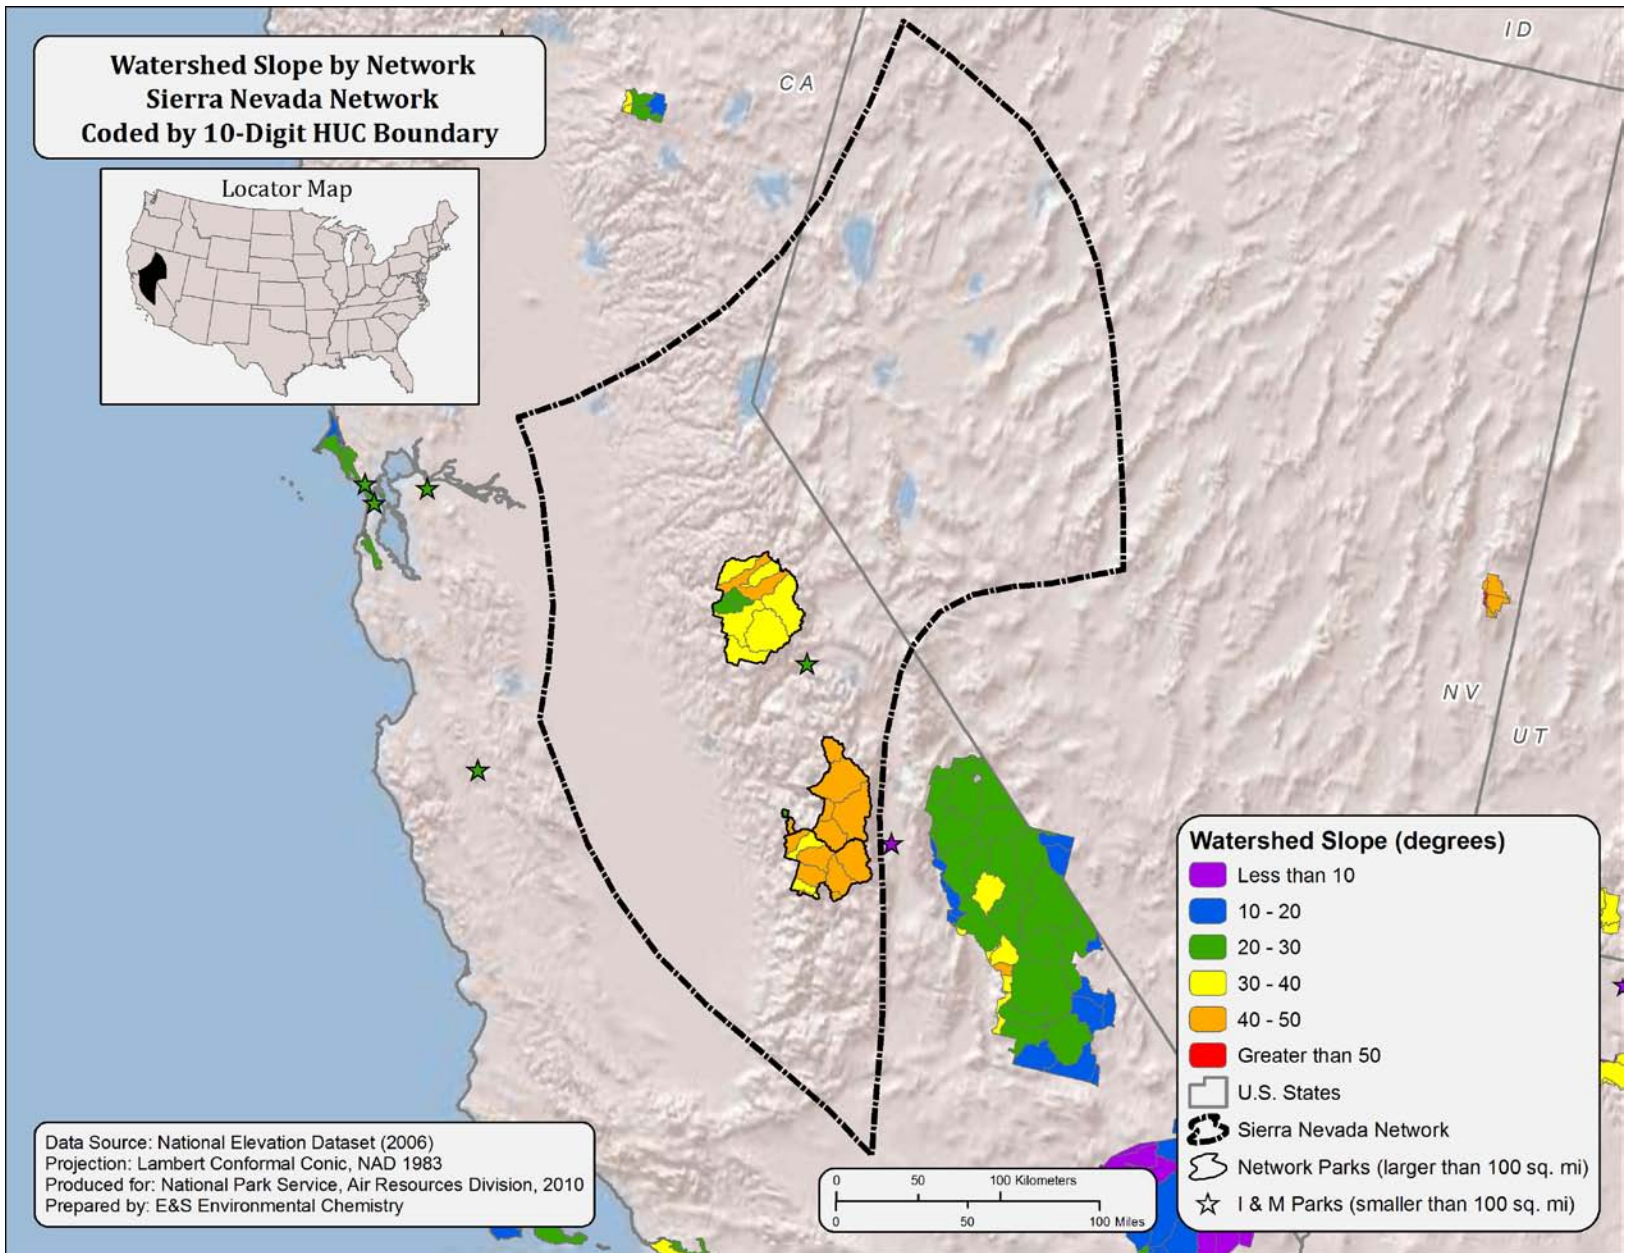 Watershed Slope by Network
Sierra Nevada Network
Coded by 10-Digit HUC Boundary
Locator Map
CA
ID
NV
UT
Watershed Slope (degrees)
Less than 10
10 - 20
20 - 30
30 - 40
40 - 50
Greater than 50
U.S. States
Sierra Nevada Network
Network Parks (larger than 100 sq. mi)
I & M Parks (smaller than 100 sq. mi)
Data Source: National Elevation Dataset (2006)
Projection: Lambert Conformal Conic, NAD 1983
Produced for: National Park Service, Air Resources Division, 2010
Prepared by: E&S Environmental Chemistry
0 50 100 Kilometers
0 50 100 Miles